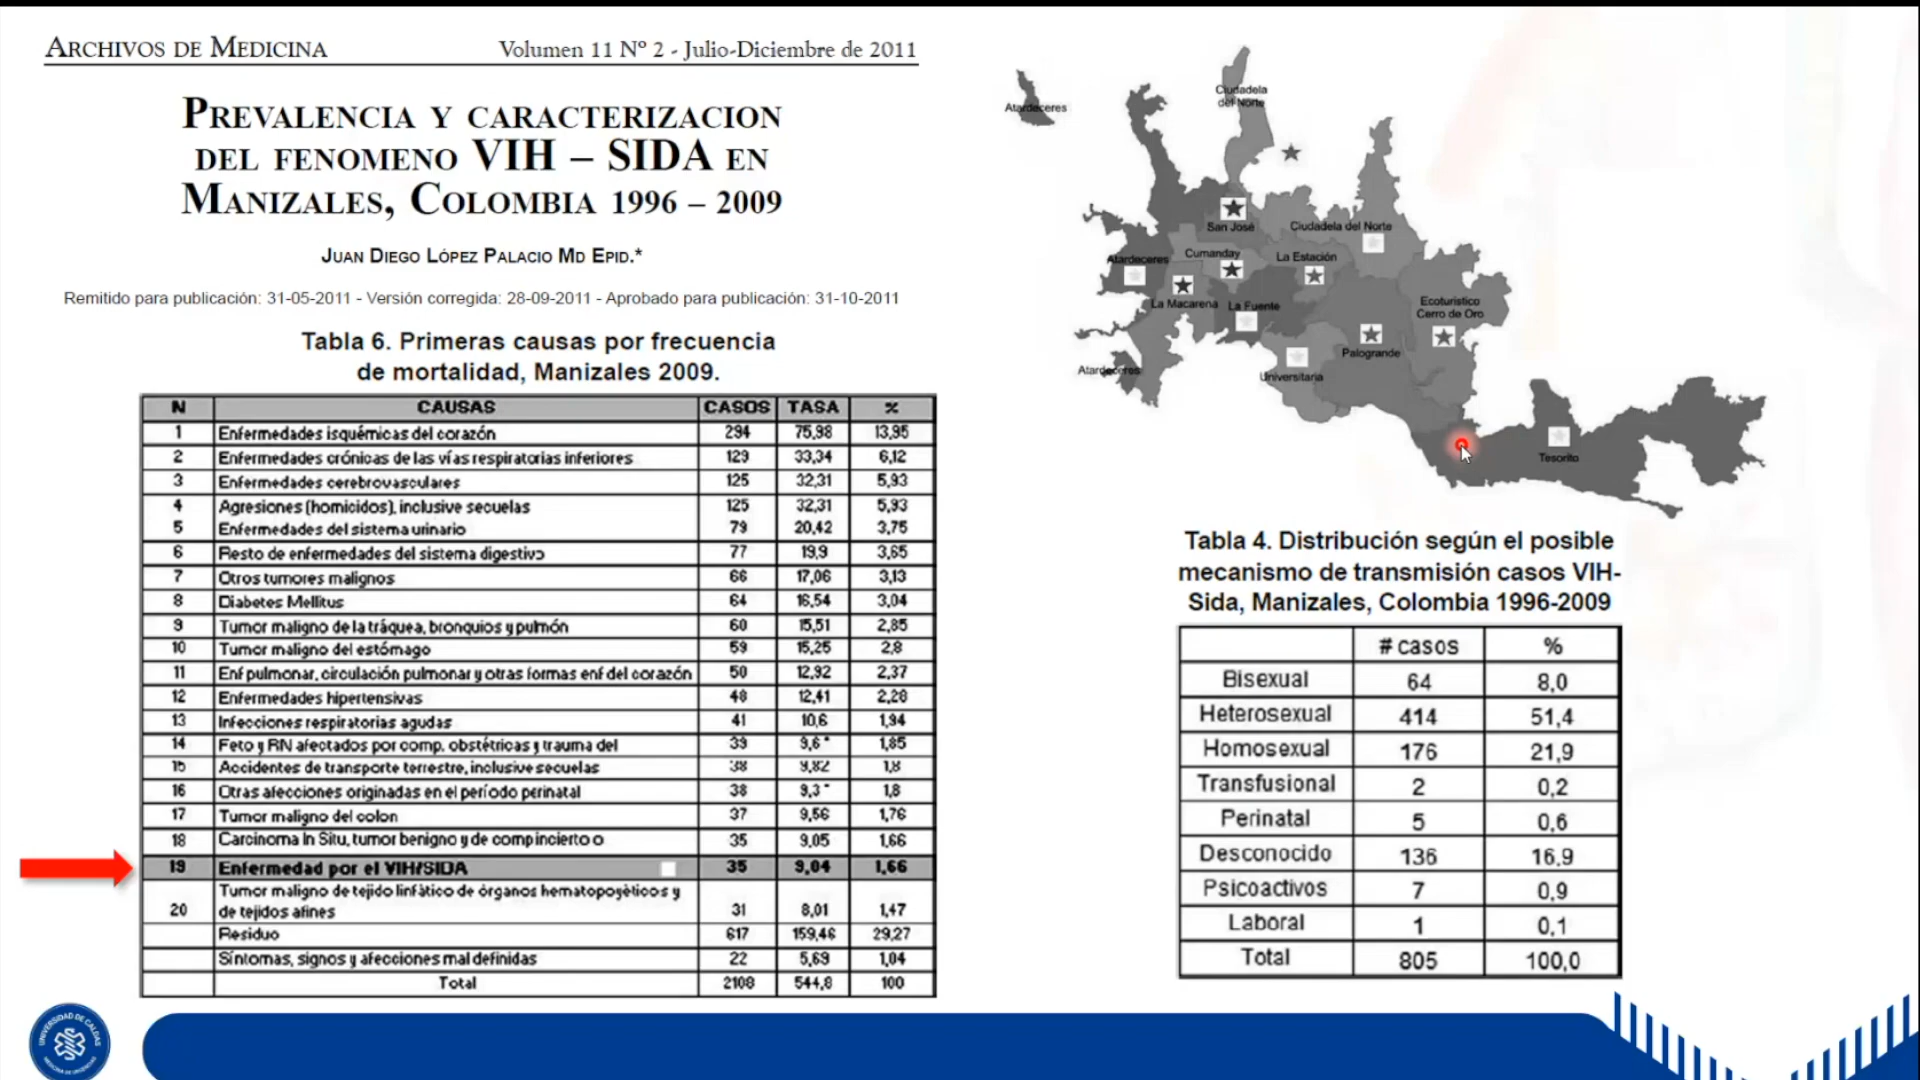 ARCHIVOS DE MEDICINA Volumen 11 Nº 2 - Julio-Diciembre de 2011
PREVALENCIA Y CARACTERIZACION
DEL FENOMENO VIH – SIDA EN
MANIZALES, COLOMBIA 1996 – 2009
JUAN DIEGO LÓPEZ PALACIO MD EPID.*
Remitido para publicación: 31-05-2011 - Versión corregida: 28-09-2011 - Aprobado para publicación: 31-10-2011
Tabla 6. Primeras causas por frecuencia
de mortalidad, Manizales 2009.
N CAUSAS CASOS TASA %
1 Enfermedades isquémicas del corazón 294 75,98 13,95
2 Enfermedades crónicas de las vías respiratorias inferiores 129 33,34 6,12
3 Enfermedades cerebrovasculares 125 32,31 5,93
4 Agresiones (homicidos), inclusive secuelas 125 32,31 5,93
5 Enfermedades del sistema urinario 79 20,42 3,75
6 Resto de enfermedades del sistema digestivo 77 19,9 3,65
7 Otros tumores malignos 66 17,06 3,13
8 Diabetes Mellitus 64 16,54 3,04
9 Tumor maligno de la tráquea, bronquios y pulmón 60 15,51 2,85
10 Tumor maligno del estómago 59 15,25 2,8
11 Enf pulmonar, circulación pulmonar y otras formas enf del corazón 50 12,92 2,37
12 Enfermedades hipertensivas 48 12,41 2,28
13 Infecciones respiratorias agudas 41 10,6 1,94
14 Feto y RN afectados por comp. obstétricas y trauma del 39 9,6 * 1,85
15 Accidentes de transporte terrestre, inclusive secuelas 38 9,82 1,8
16 Otras afecciones originadas en el período perinatal 38 9,3 * 1,8
17 Tumor maligno del colon 37 9,56 1,76
18 Carcinoma In Situ, tumor benigno y de comp incierto o 35 9,05 1,66
19 Enfermedad por el VIH/SIDA 35 9,04 1,66
20 Tumor maligno de tejido linfático de órganos hematopoyéticos y
de tejidos afines 31 8,01 1,47
Residuo 617 159,46 29,27
Síntomas, signos y afecciones mal definidas 22 5,69 1,04
Total 2108 544,8 100
Atardeceres
Ciudadela
del Norte
San José
Ciudadela del Norte
Cumanday
La Estación
Atardeceres
La Macarena
La Fuente
Ecoturístico
Cerro de Oro
Palogrande
Atardeceres
Universitaria
Tesorito
Tabla 4. Distribución según el posible
mecanismo de transmisión casos VIH-
Sida, Manizales, Colombia 1996-2009
# casos %
Bisexual 64 8,0
Heterosexual 414 51,4
Homosexual 176 21,9
Transfusional 2 0,2
Perinatal 5 0,6
Desconocido 136 16,9
Psicoactivos 7 0,9
Laboral 1 0,1
Total 805 100,0
UNIVERSIDAD DE CALDAS
MEDICINA DE URGENCIAS